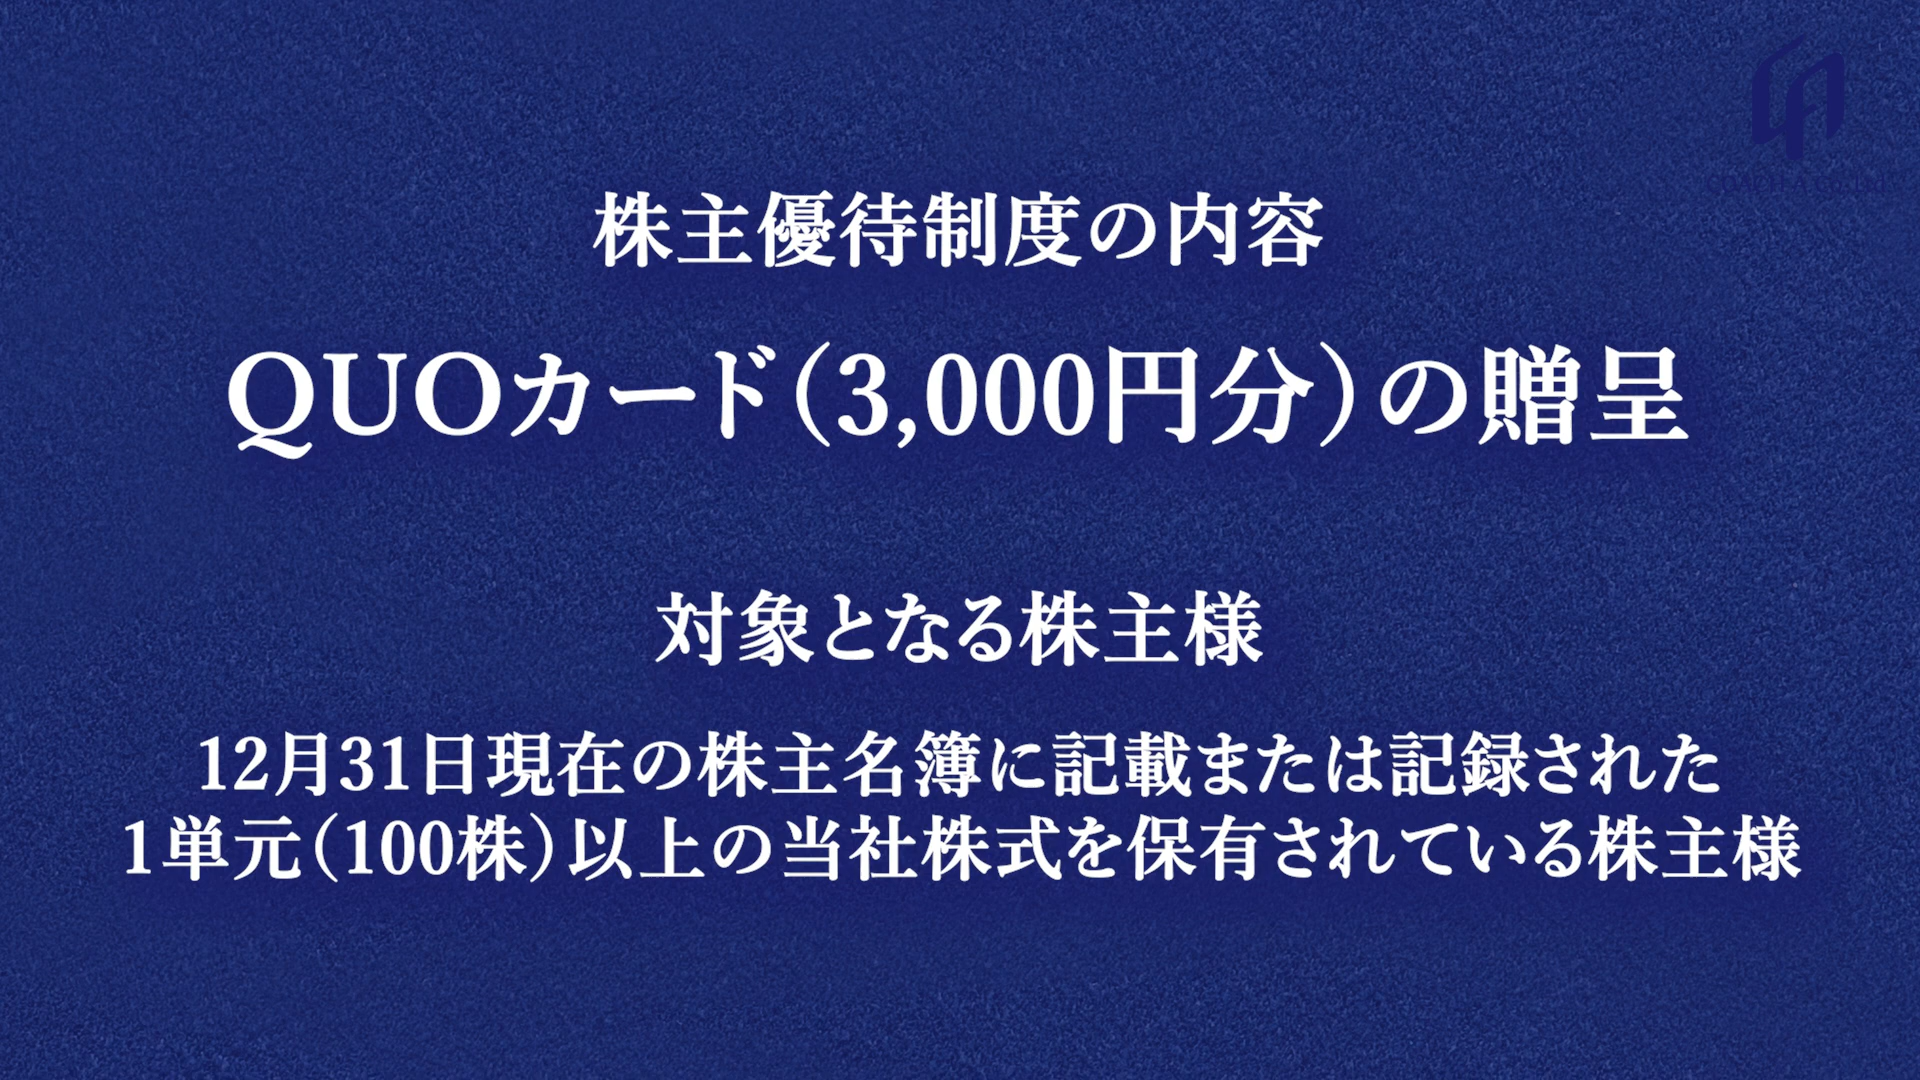 株主優待制度の内容
QUOカード(3,000円分)の贈呈
対象となる株主様
12月31日現在の株主名簿に記載または記録された
1単元(100株)以上の当社株式を保有されている株主様